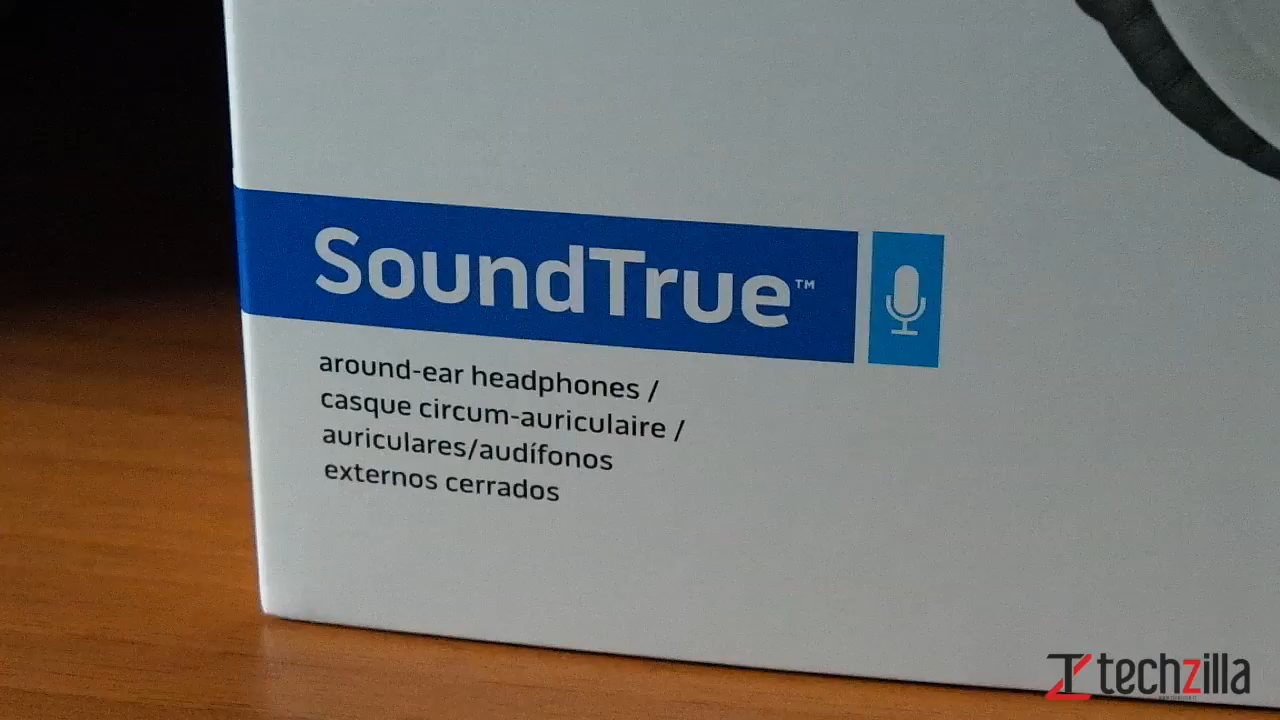 SoundTrue™
around-ear headphones /
casque circum-auriculaire /
auriculares/audífonos
externos cerrados
techzilla